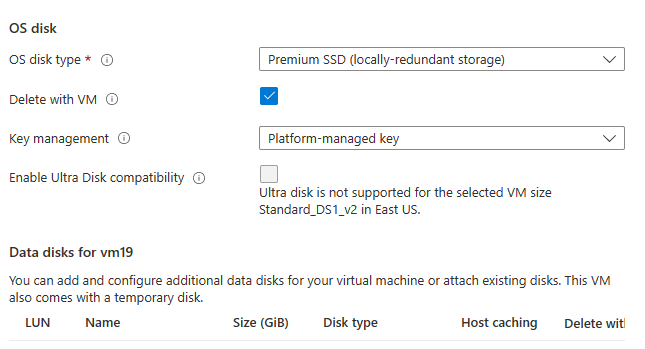 OS disk
OS disk type * Premium SSD (locally-redundant storage)
Delete with VM
Key management Platform-managed key
Enable Ultra Disk compatibility
Ultra disk is not supported for the selected VM size
Standard_DS1_v2 in East US.
Data disks for vm19
You can add and configure additional data disks for your virtual machine or attach existing disks. This VM
also comes with a temporary disk.
LUN Name Size (GiB) Disk type Host caching Delete with